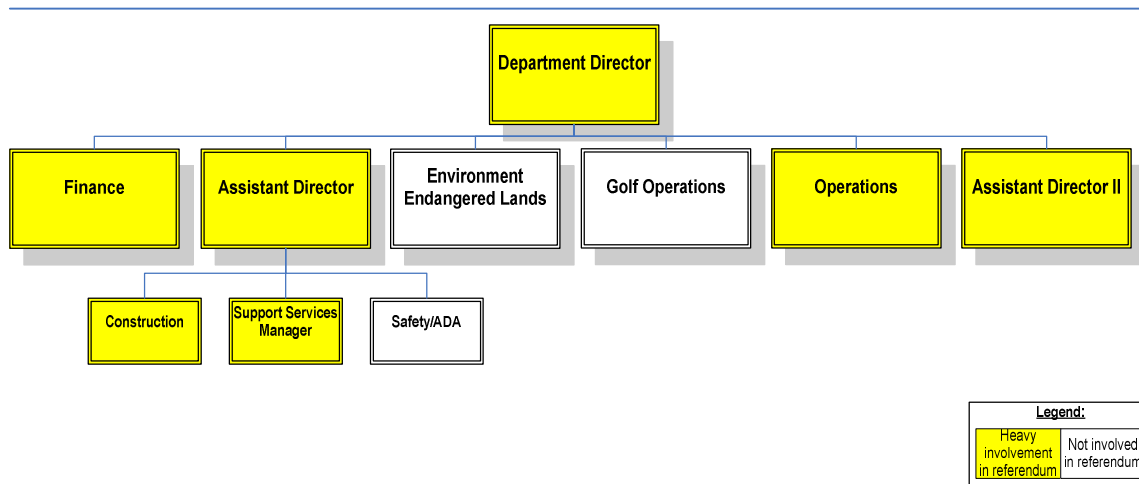 Department Director
Finance
Assistant Director
Environment
Endangered Lands
Golf Operations
Operations
Assistant Director II
Construction
Support Services
Manager
Safety/ADA
Legend:
Heavy
involvement
in referendum
Not involved
in referendum